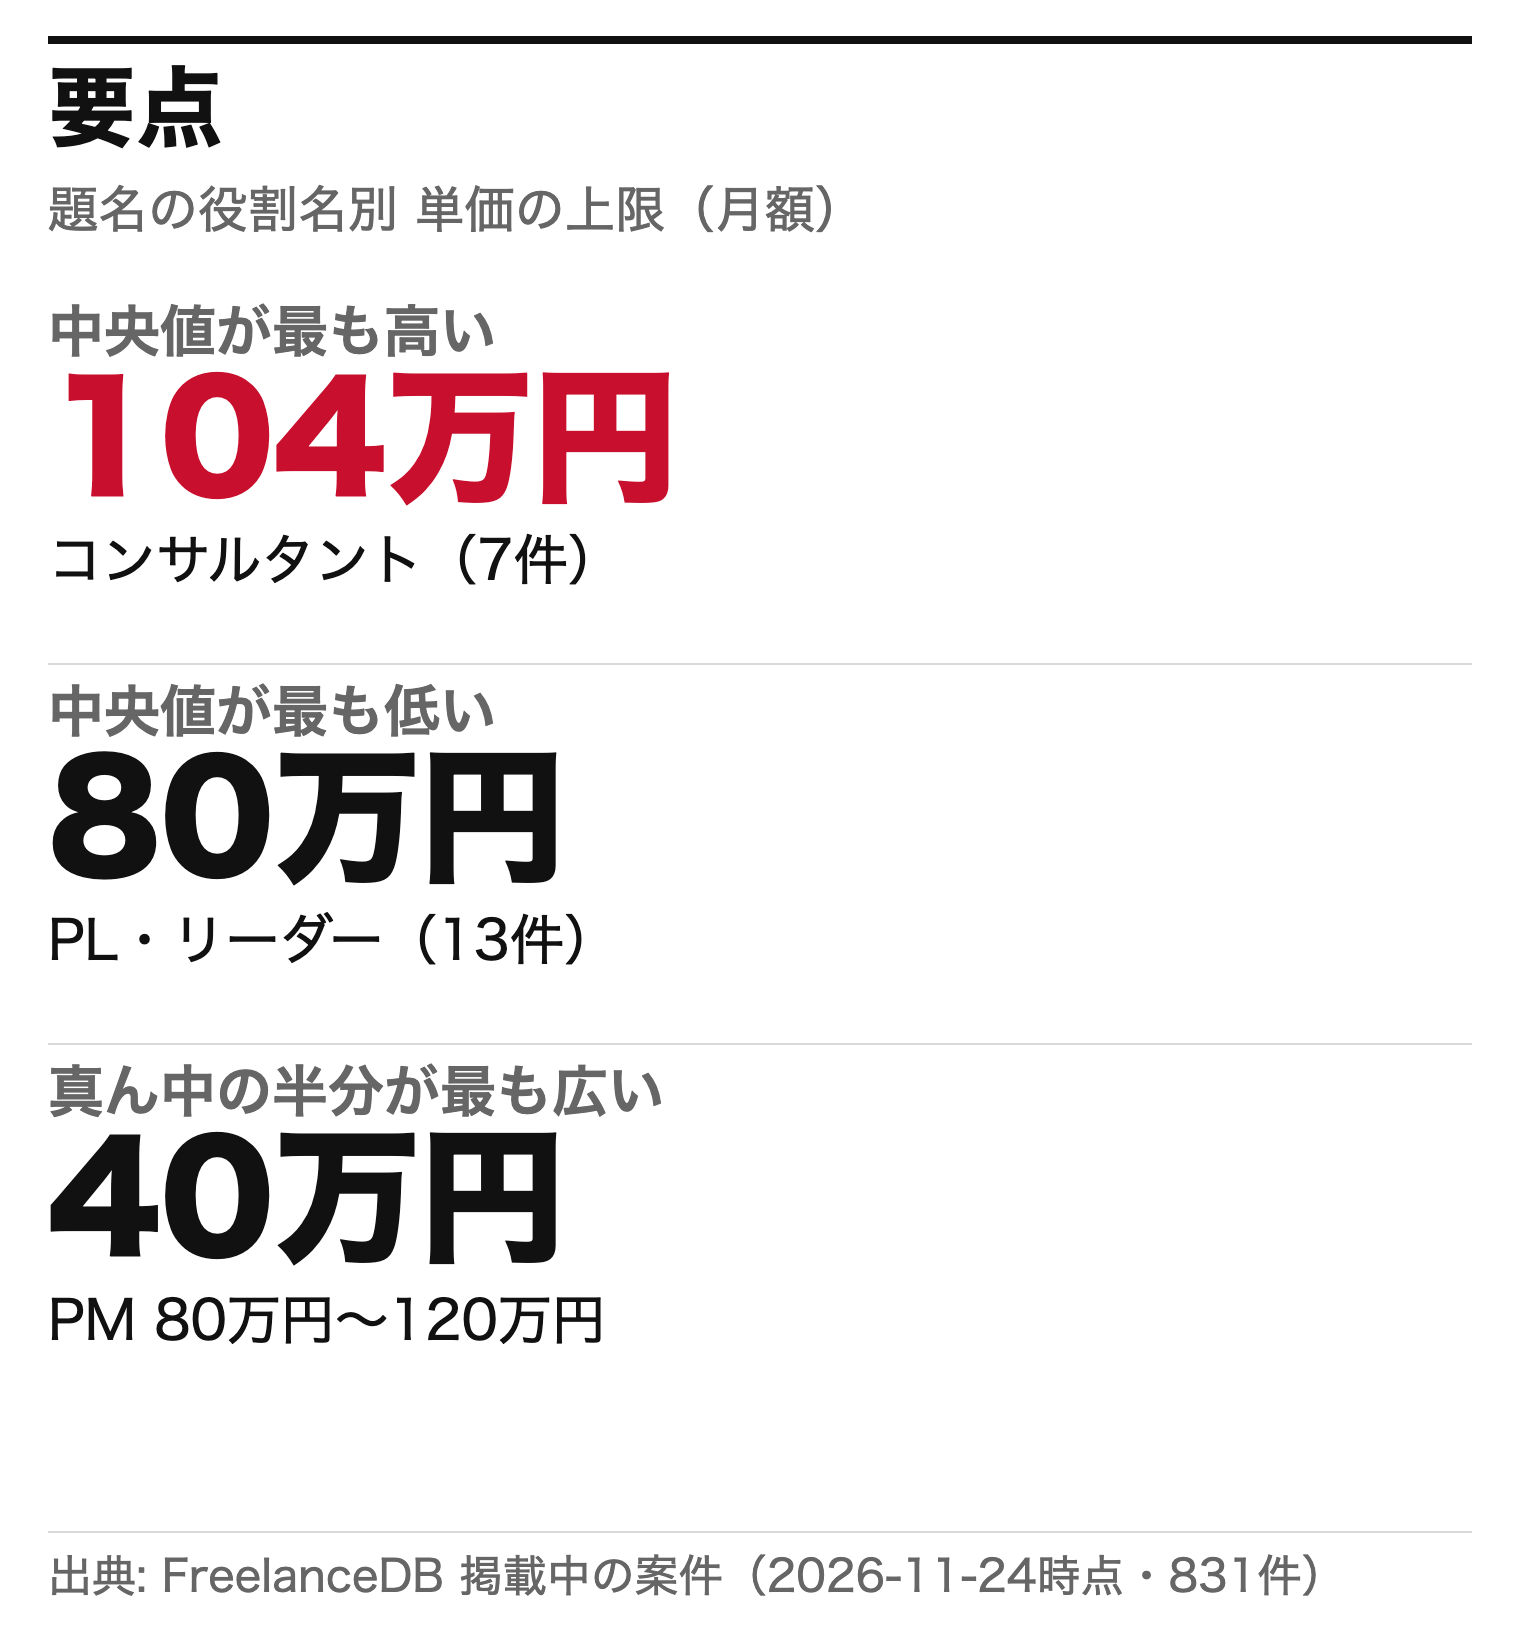 要点
題名の役割名別 単価の上限（月額）
中央値が最も高い
104万円
コンサルタント（7件）
中央値が最も低い
80万円
PL・リーダー（13件）
真ん中の半分が最も広い
40万円
PM 80万円〜120万円
出典: FreelanceDB 掲載中の案件（2026-11-24時点・831件）